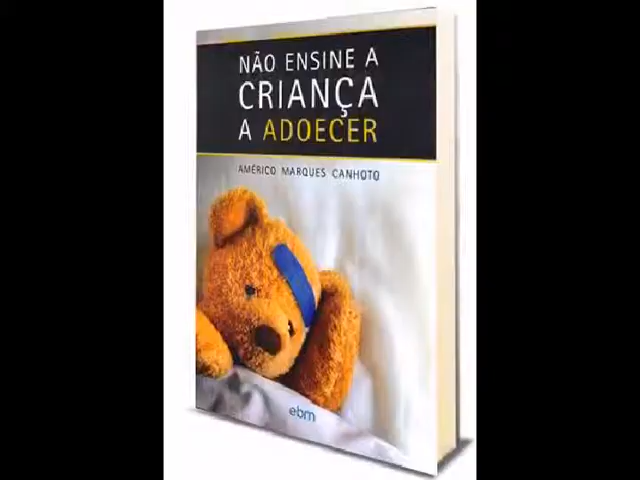 NÃO ENSINE A
CRIANÇA
A ADOECER
AMÉRICO MARQUES CANHOTO
ebm